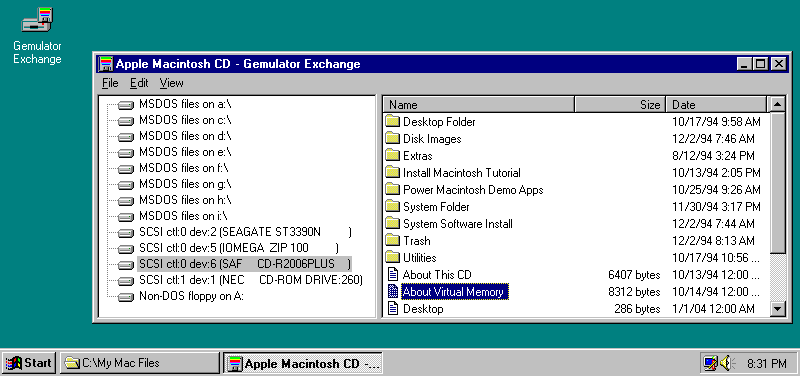 Gemulator
Exchange
Apple Macintosh CD - Gemulator Exchange
File Edit View
MSDOS files on a:\
MSDOS files on c:\
MSDOS files on d:\
MSDOS files on e:\
MSDOS files on f:\
MSDOS files on g:\
MSDOS files on h:\
MSDOS files on i:\
SCSI ctl:0 dev:2 (SEAGATE ST3390N )
SCSI ctl:0 dev:5 (IOMEGA ZIP 100 )
SCSI ctl:0 dev:6 (SAF CD-R2006PLUS )
SCSI ctl:1 dev:1 (NEC CD-ROM DRIVE:260)
Non-DOS floppy on A:
Name Size Date
Desktop Folder 10/17/94 9:58 AM
Disk Images 12/2/94 7:46 AM
Extras 8/12/94 3:24 PM
Install Macintosh Tutorial 10/13/94 2:05 PM
Power Macintosh Demo Apps 10/25/94 9:26 AM
System Folder 11/30/94 3:17 PM
System Software Install 12/2/94 7:44 AM
Trash 12/2/94 8:13 AM
Utilities 10/17/94 10:56 ...
About This CD 6407 bytes 10/13/94 12:00 ...
About Virtual Memory 8312 bytes 10/14/94 12:00 ...
Desktop 286 bytes 1/1/04 12:00 AM
Start C:\My Mac Files Apple Macintosh CD -... 8:31 PM